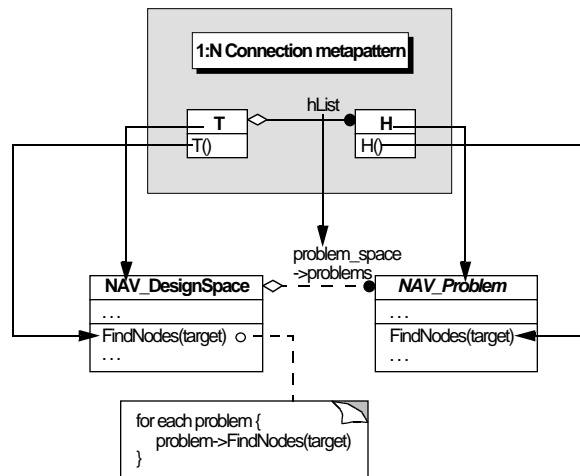 1:N Connection metapattern
hList
T
H
T()
H()
problem_space
->problems
NAV_DesignSpace
NAV_Problem
...
...
FindNodes(target)
FindNodes(target)
...
...
for each problem {
problem->FindNodes(target)
}